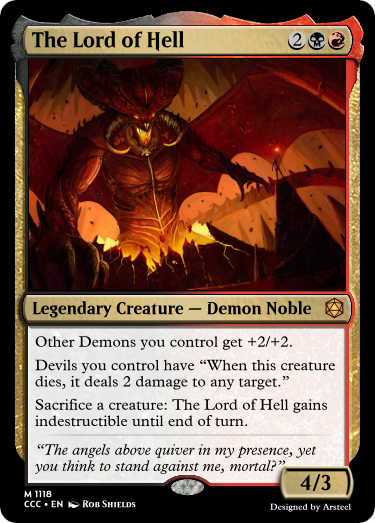 The Lord of Hell 2
Legendary Creature — Demon Noble
Other Demons you control get +2/+2.
Devils you control have “When this creature
dies, it deals 2 damage to any target.”
Sacrifice a creature: The Lord of Hell gains
indestructible until end of turn.
“The angels above quiver in my presence, yet
you think to stand against me, mortal?”
4/3
M 1118
CCC • EN Rob Shields
Designed by Arsteel